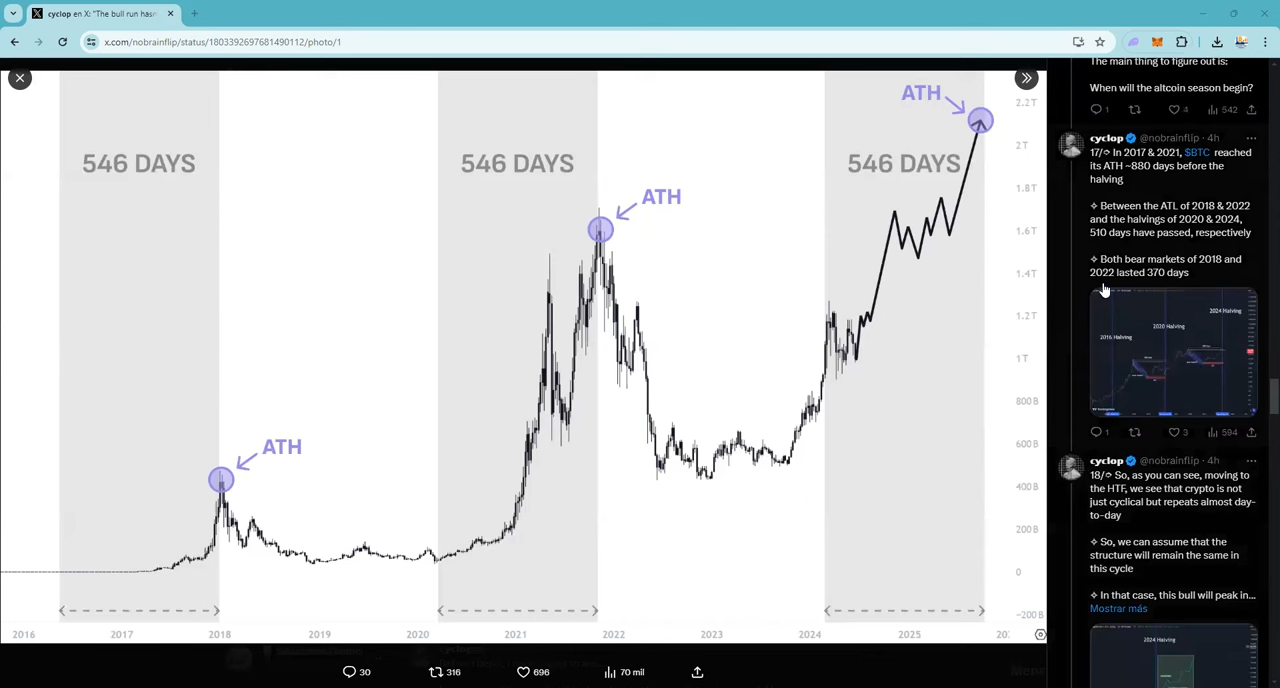 cyclop en X: "The bull run hasn
x.com/nobrainflip/status/1803392697681490112/photo/1
ATH
546 DAYS
546 DAYS
546 DAYS
ATH
ATH
2.2T
2T
1.8T
1.6T
1.4T
1.2T
1T
800B
600B
400B
200B
0
−200B
2016
2017
2018
2019
2020
2021
2022
2023
2024
2025
30
316
696
70 mil
The main thing to figure out is:
When will the altcoin season begin?
1
4
542
cyclop @nobrainflip · 4h
17/ In 2017 & 2021, $BTC reached
its ATH ~880 days before the
halving
✧ Between the ATL of 2018 & 2022
and the halvings of 2020 & 2024,
510 days have passed, respectively
✧ Both bear markets of 2018 and
2022 lasted 370 days
2024 Halving
2020 Halving
2016 Halving
1
3
594
cyclop @nobrainflip · 4h
18/ So, as you can see, moving to
the HTF, we see that crypto is not
just cyclical but repeats almost day-
to-day
✧ So, we can assume that the
structure will remain the same in
this cycle
✧ In that case, this bull will peak in...
Mostrar más
2024 Halving